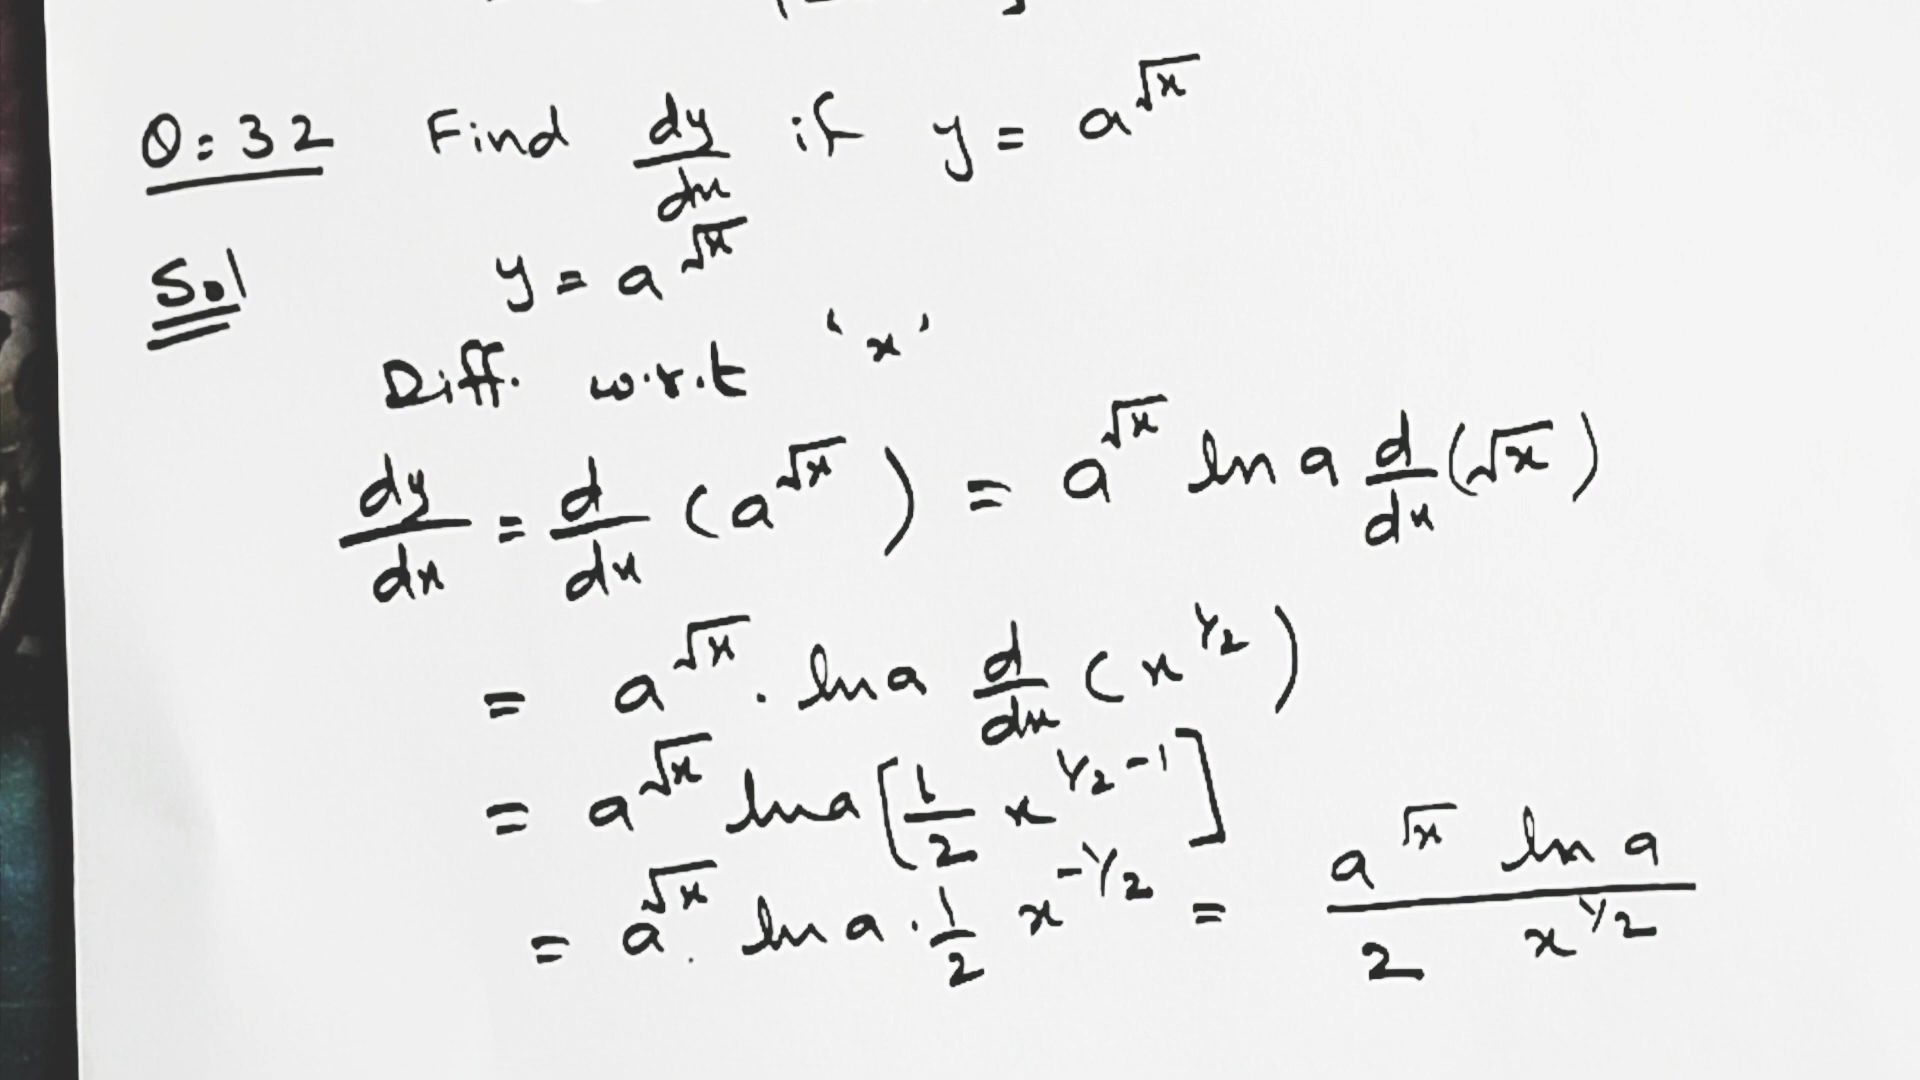 Q:32 Find dy/dx if y = a^√x
Sol y = a^√x
Diff. w.r.t 'x'
dy/dx = d/dx (a^√x) = a^√x ln a d/dx (√x)
= a^√x . ln a d/dx (x^1/2)
= a^√x ln a [1/2 x^1/2-1]
= a^√x . ln a . 1/2 x^-1/2 = a^√x ln a / 2 x^1/2